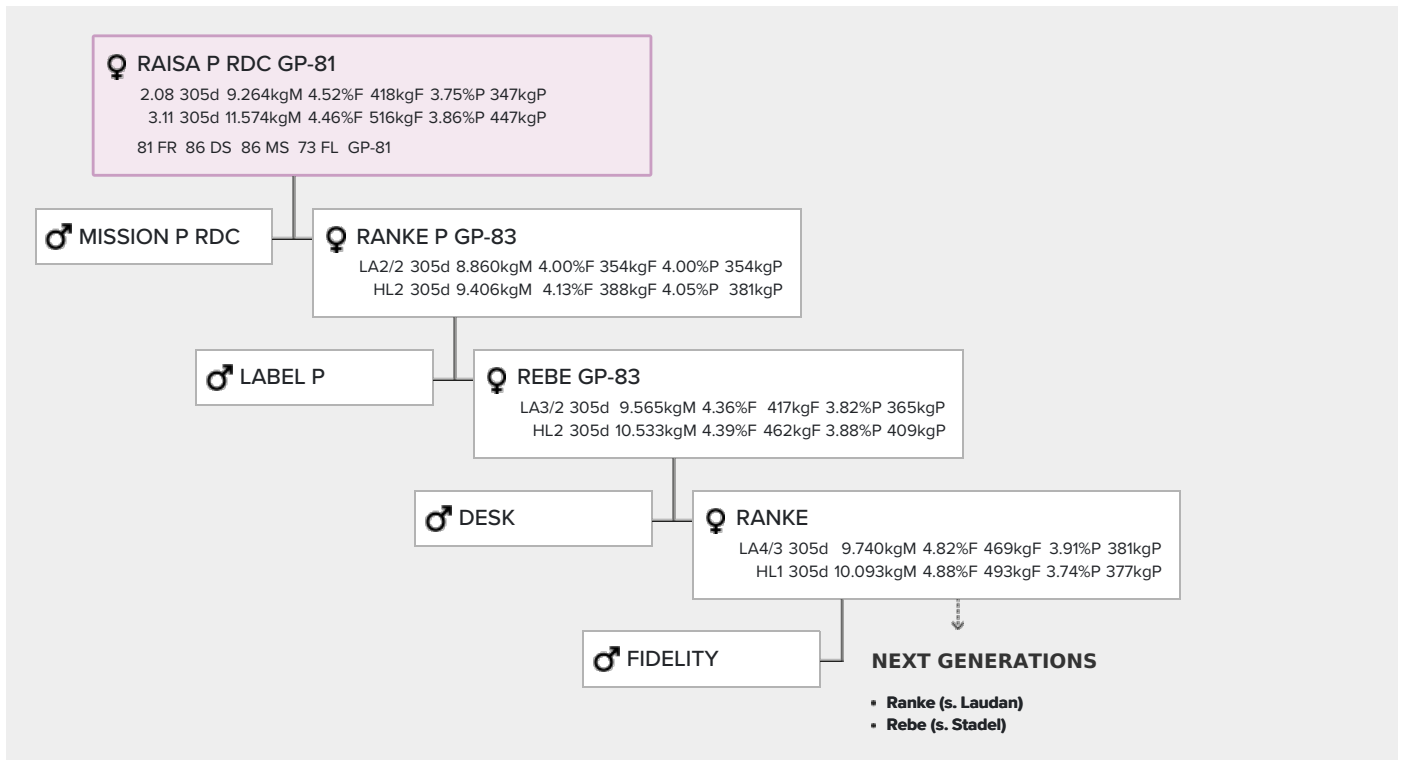 RAISA P RDC GP-81
2.08 305d 9.264kgM 4.52%F 418kgF 3.75%P 347kgP
3.11 305d 11.574kgM 4.46%F 516kgF 3.86%P 447kgP
81 FR 86 DS 86 MS 73 FL GP-81
MISSION P RDC
RANKE P GP-83
LA2/2 305d 8.860kgM 4.00%F 354kgF 4.00%P 354kgP
HL2 305d 9.406kgM 4.13%F 388kgF 4.05%P 381kgP
LABEL P
REBE GP-83
LA3/2 305d 9.565kgM 4.36%F 417kgF 3.82%P 365kgP
HL2 305d 10.533kgM 4.39%F 462kgF 3.88%P 409kgP
DESK
RANKE
LA4/3 305d 9.740kgM 4.82%F 469kgF 3.91%P 381kgP
HL1 305d 10.093kgM 4.88%F 493kgF 3.74%P 377kgP
FIDELITY
NEXT GENERATIONS
• Ranke (s. Laudan)
• Rebe (s. Stadel)